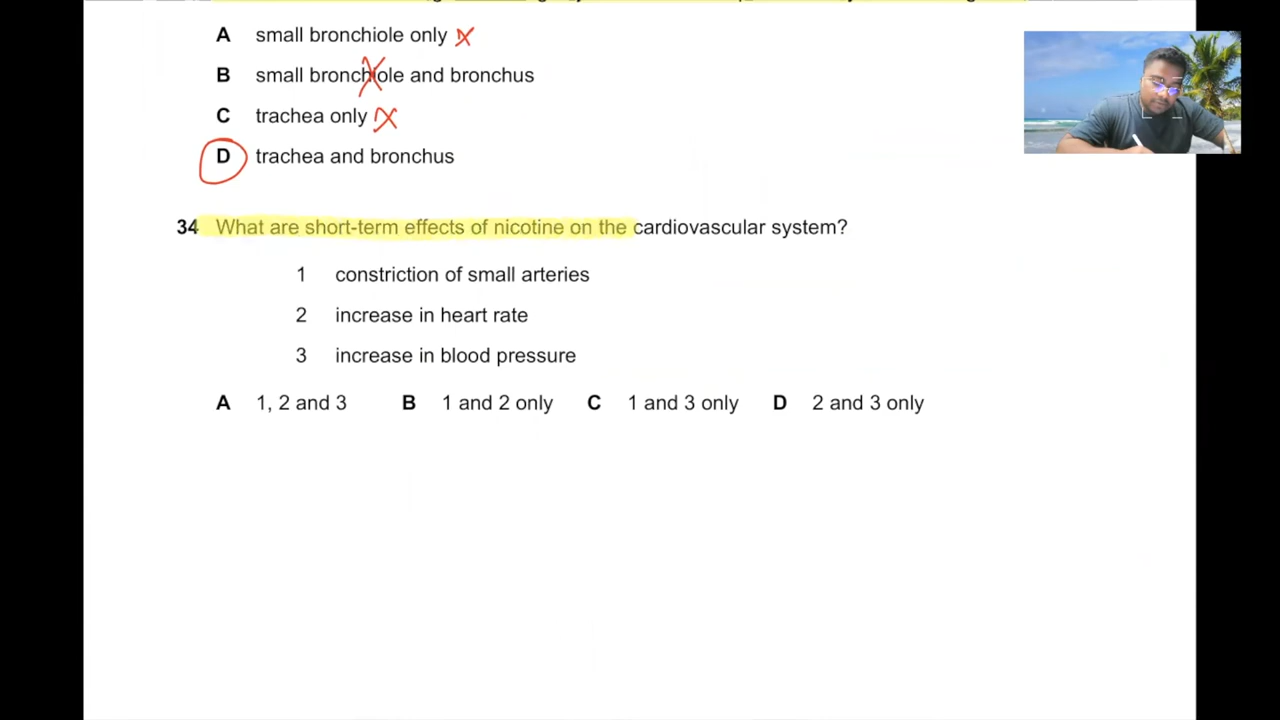 A small bronchiole only
B small bronchiole and bronchus
C trachea only
D trachea and bronchus
34 What are short-term effects of nicotine on the cardiovascular system?
1 constriction of small arteries
2 increase in heart rate
3 increase in blood pressure
A 1, 2 and 3 B 1 and 2 only C 1 and 3 only D 2 and 3 only